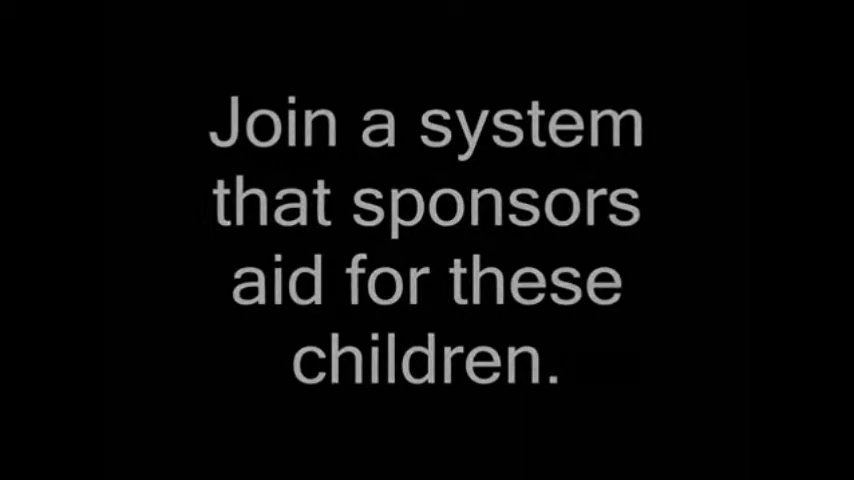 Join a system
that sponsors
aid for these
children.